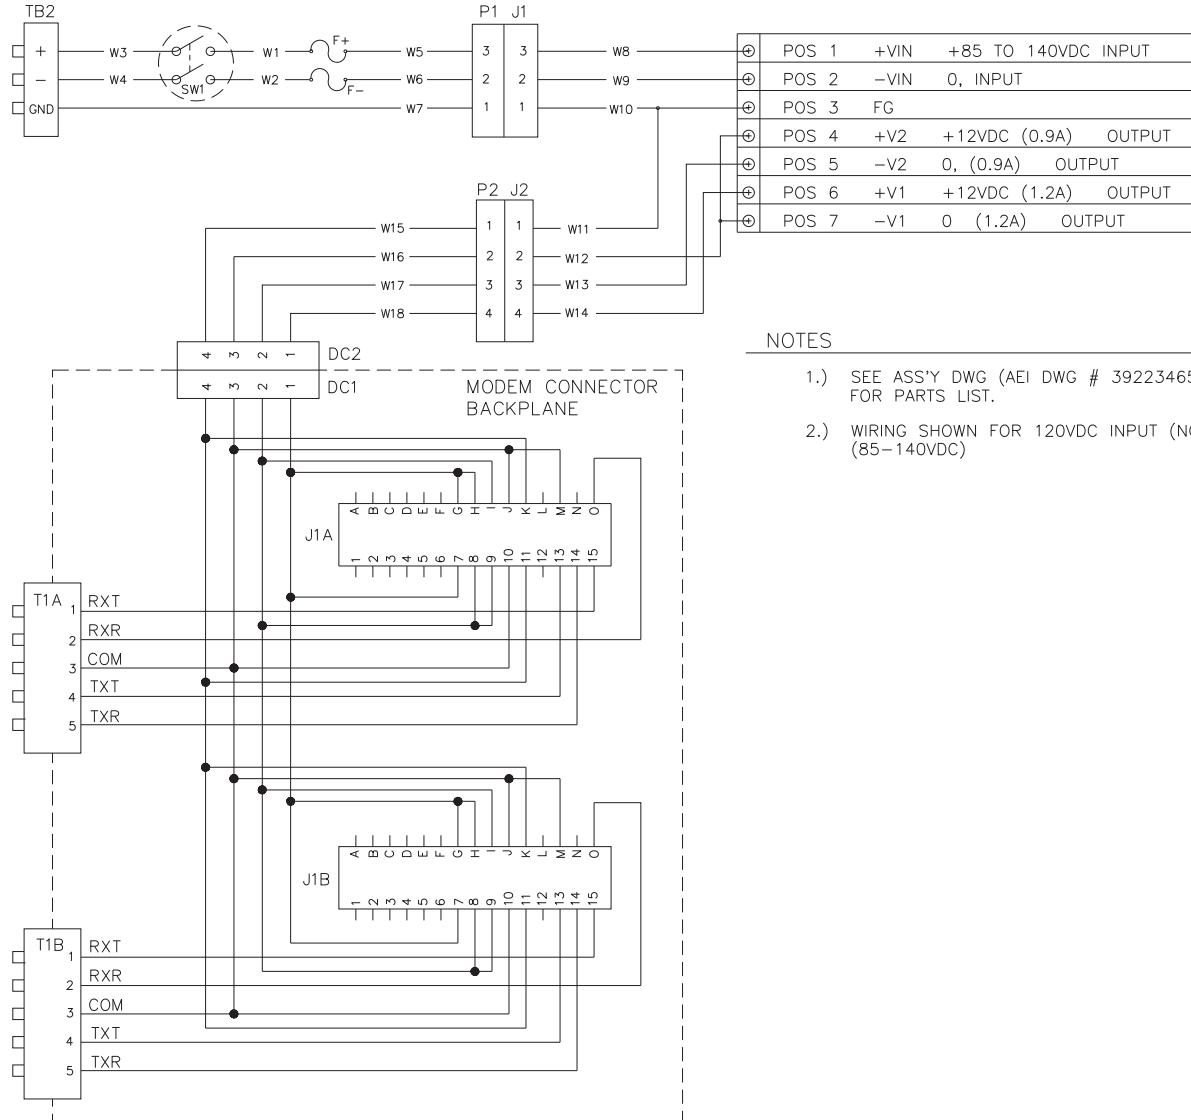 TB2
P1 J1
+ W3 W1 F+ W5 3 3 W8 POS 1 +VIN +85 TO 140VDC INPUT
− W4 SW1 W2 F− W6 2 2 W9 POS 2 −VIN 0, INPUT
GND W7 1 1 W10 POS 3 FG
POS 4 +V2 +12VDC (0.9A) OUTPUT
POS 5 −V2 0, (0.9A) OUTPUT
POS 6 +V1 +12VDC (1.2A) OUTPUT
POS 7 −V1 0 (1.2A) OUTPUT
P2 J2
W15 1 1 W11
W16 2 2 W12
W17 3 3 W13
W18 4 4 W14
4 3 2 1 DC2
4 3 2 1 DC1
MODEM CONNECTOR
BACKPLANE
NOTES
1.) SEE ASS'Y DWG (AEI DWG # 3922346
FOR PARTS LIST.
2.) WIRING SHOWN FOR 120VDC INPUT (N
(85−140VDC)
A B C D E F G H I J K L M N O
J1A
1 2 3 4 5 6 7 8 9 10 11 12 13 14 15
T1A
1 RXT
2 RXR
3 COM
4 TXT
5 TXR
A B C D E F G H I J K L M N O
J1B
1 2 3 4 5 6 7 8 9 10 11 12 13 14 15
T1B
1 RXT
2 RXR
3 COM
4 TXT
5 TXR